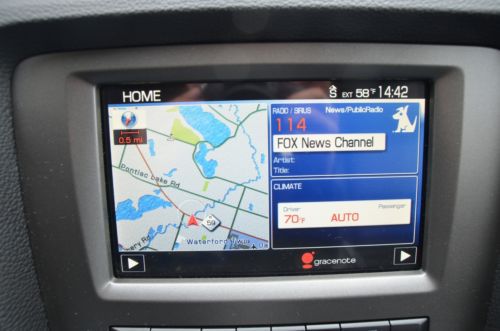 HOME
S EXT 58°F 14:42
0.5 mi
Pontiac Lake Rd
59
Waterford Twp
RADIO / SIRIUS News/PublicRadio
114
FOX News Channel
Artist:
Title:
CLIMATE
Driver: Passenger
70°F AUTO
gracenote